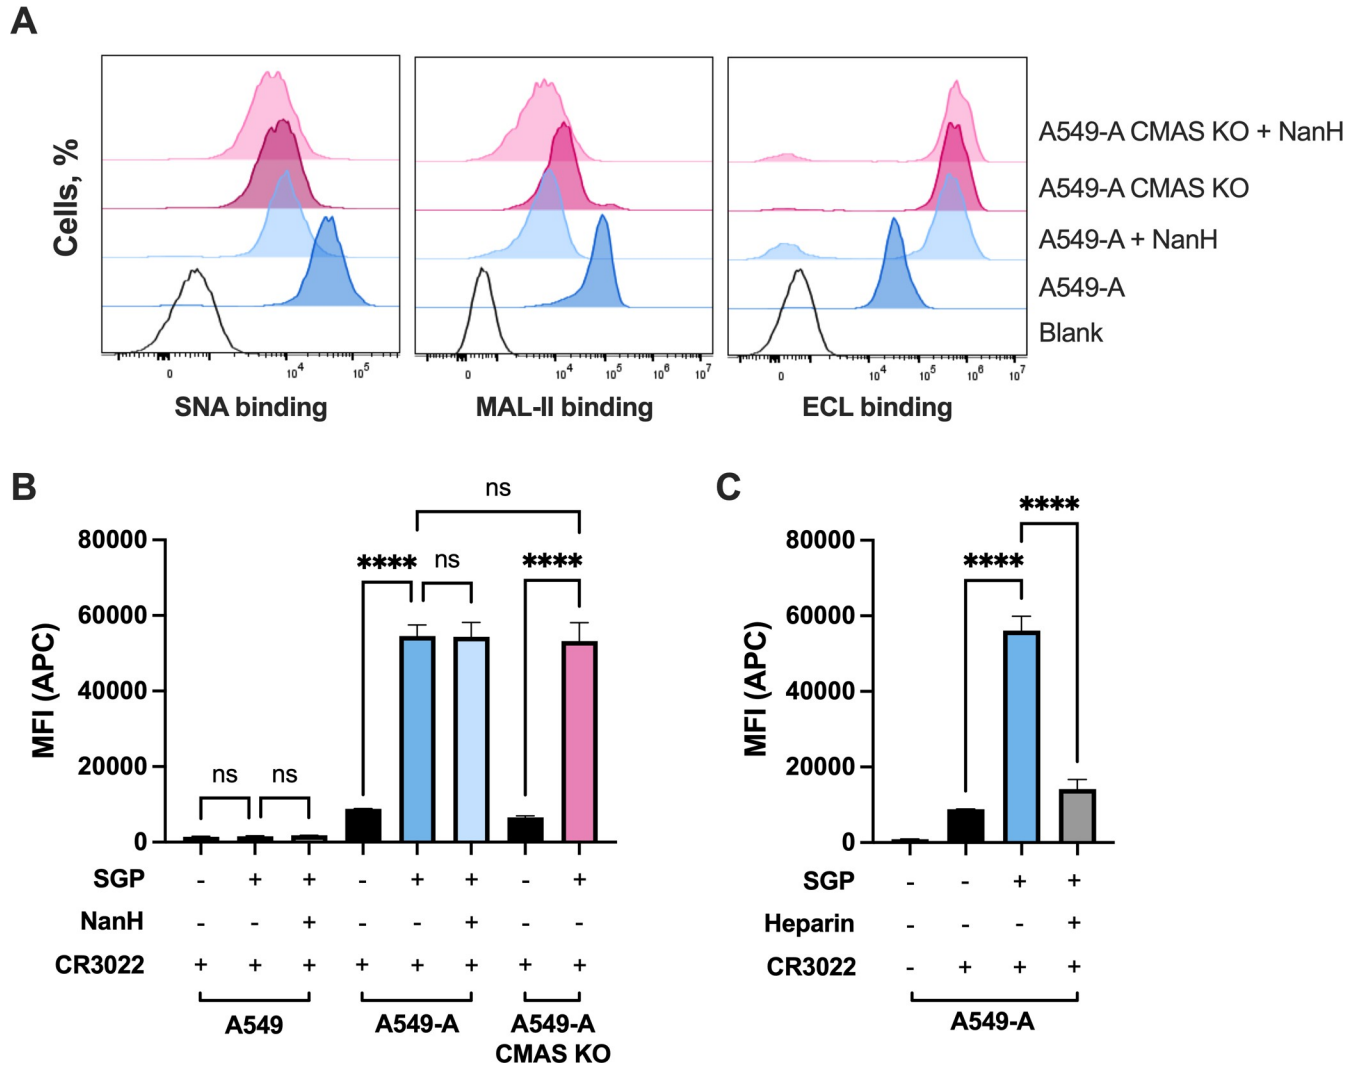 A
Cells, %
A549-A CMAS KO + NanH
A549-A CMAS KO
A549-A + NanH
A549-A
Blank
0 10⁴ 10⁵
0 10⁴ 10⁵ 10⁶ 10⁷
0 10⁴ 10⁵ 10⁶ 10⁷
SNA binding
MAL-II binding
ECL binding
B
MFI (APC)
80000
60000
40000
20000
0
ns
**** ns ****
ns ns
SGP - + + - + + - +
NanH - - + - - + - -
CR3022 + + + + + + + +
A549
A549-A
A549-A
CMAS KO
C
MFI (APC)
80000
60000
40000
20000
0
****
****
SGP - - + +
Heparin - - - +
CR3022 - + + +
A549-A